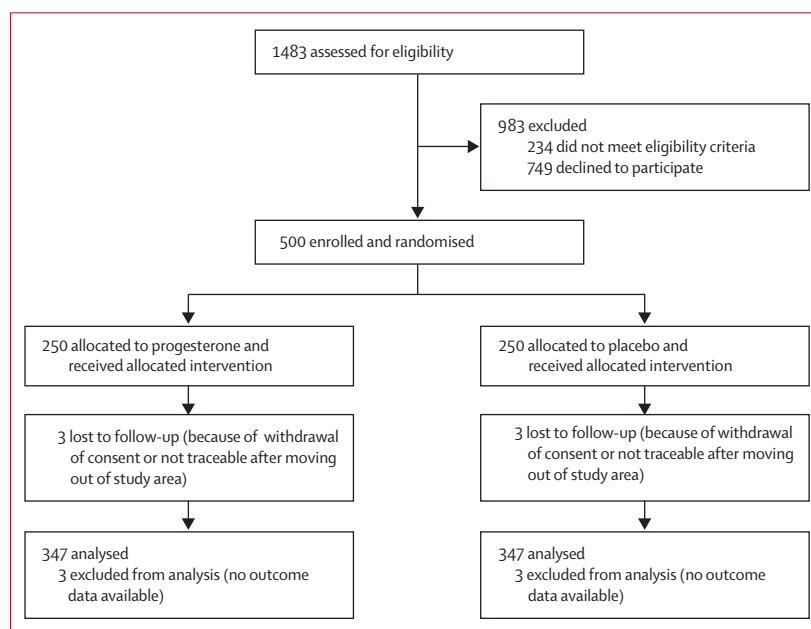 1483 assessed for eligibility
983 excluded
234 did not meet eligibility criteria
749 declined to participate
500 enrolled and randomised
250 allocated to progesterone and
received allocated intervention
250 allocated to placebo and
received allocated intervention
3 lost to follow-up (because of withdrawal
of consent or not traceable after moving
out of study area)
3 lost to follow-up (because of withdrawal
of consent or not traceable after moving
out of study area)
347 analysed
3 excluded from analysis (no outcome
data available)
347 analysed
3 excluded from analysis (no outcome
data available)